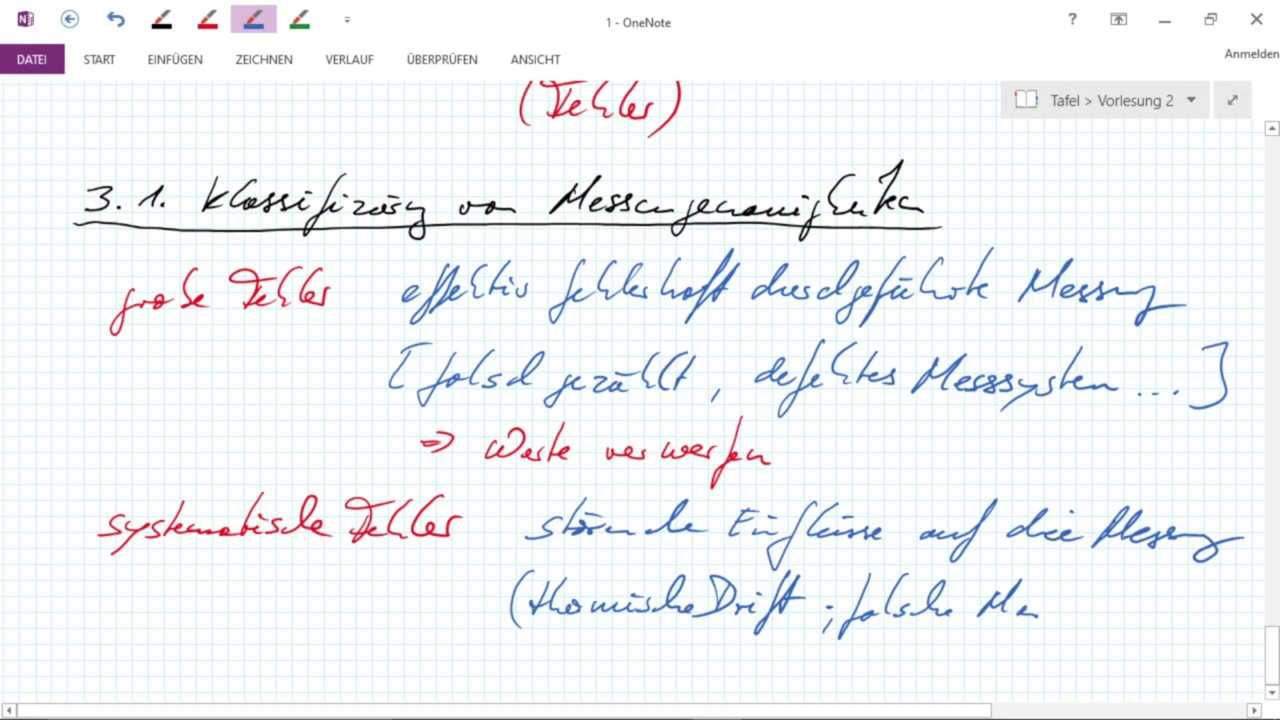 1 - OneNote
?
Anmelden
DATEI START EINFÜGEN ZEICHNEN VERLAUF ÜBERPRÜFEN ANSICHT
Tafel > Vorlesung 2
(Fehler)
3.1. Klassifizierung von Messungenauigkeiten
große Fehler effektiv fehlerhaft durchgeführte Messung
[falsch gezählt, defektes Messsystem ...]
⇒ Werte verwerfen
systematische Fehler störende Einflüsse auf die Messung
(thermische Drift ; falsche